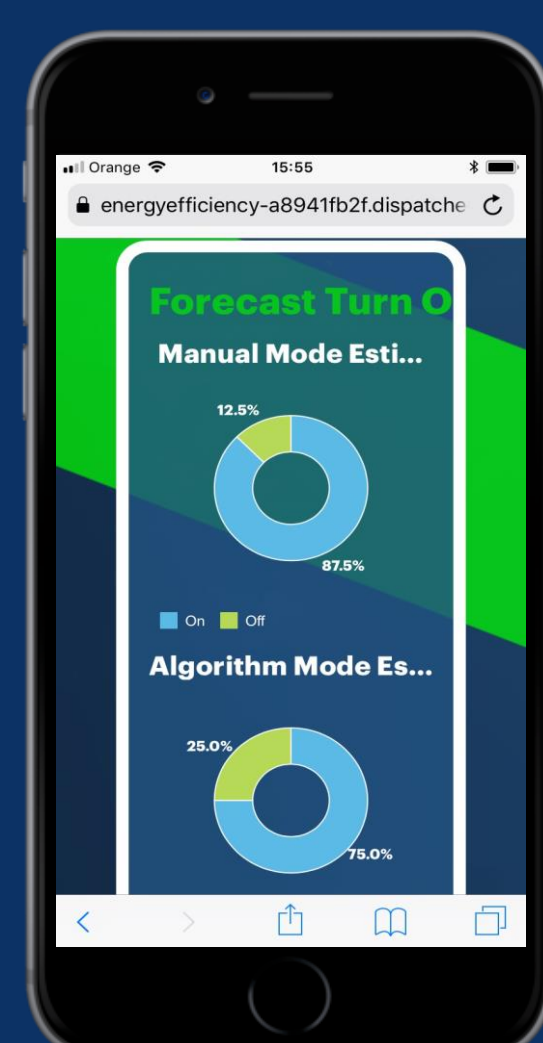 Orange 15:55
energyefficiency-a8941fb2f.dispatche
Forecast Turn O
Manual Mode Esti...
12.5%
87.5%
On Off
Algorithm Mode Es...
25.0%
75.0%